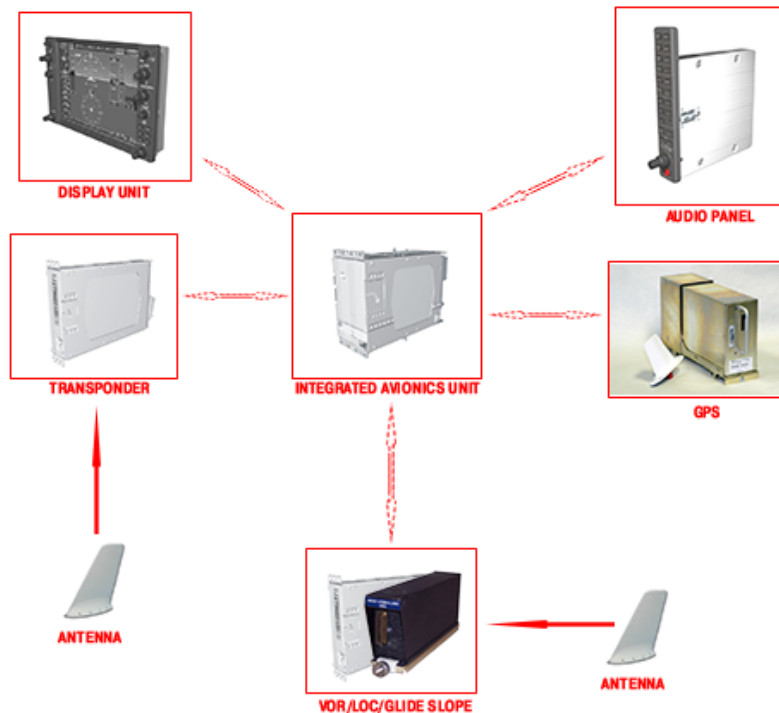 DISPLAY UNIT
AUDIO PANEL
TRANSPONDER
INTEGRATED AVIONICS UNIT
GPS
ANTENNA
ANTENNA
VOR/LOC/GLIDE SLOPE